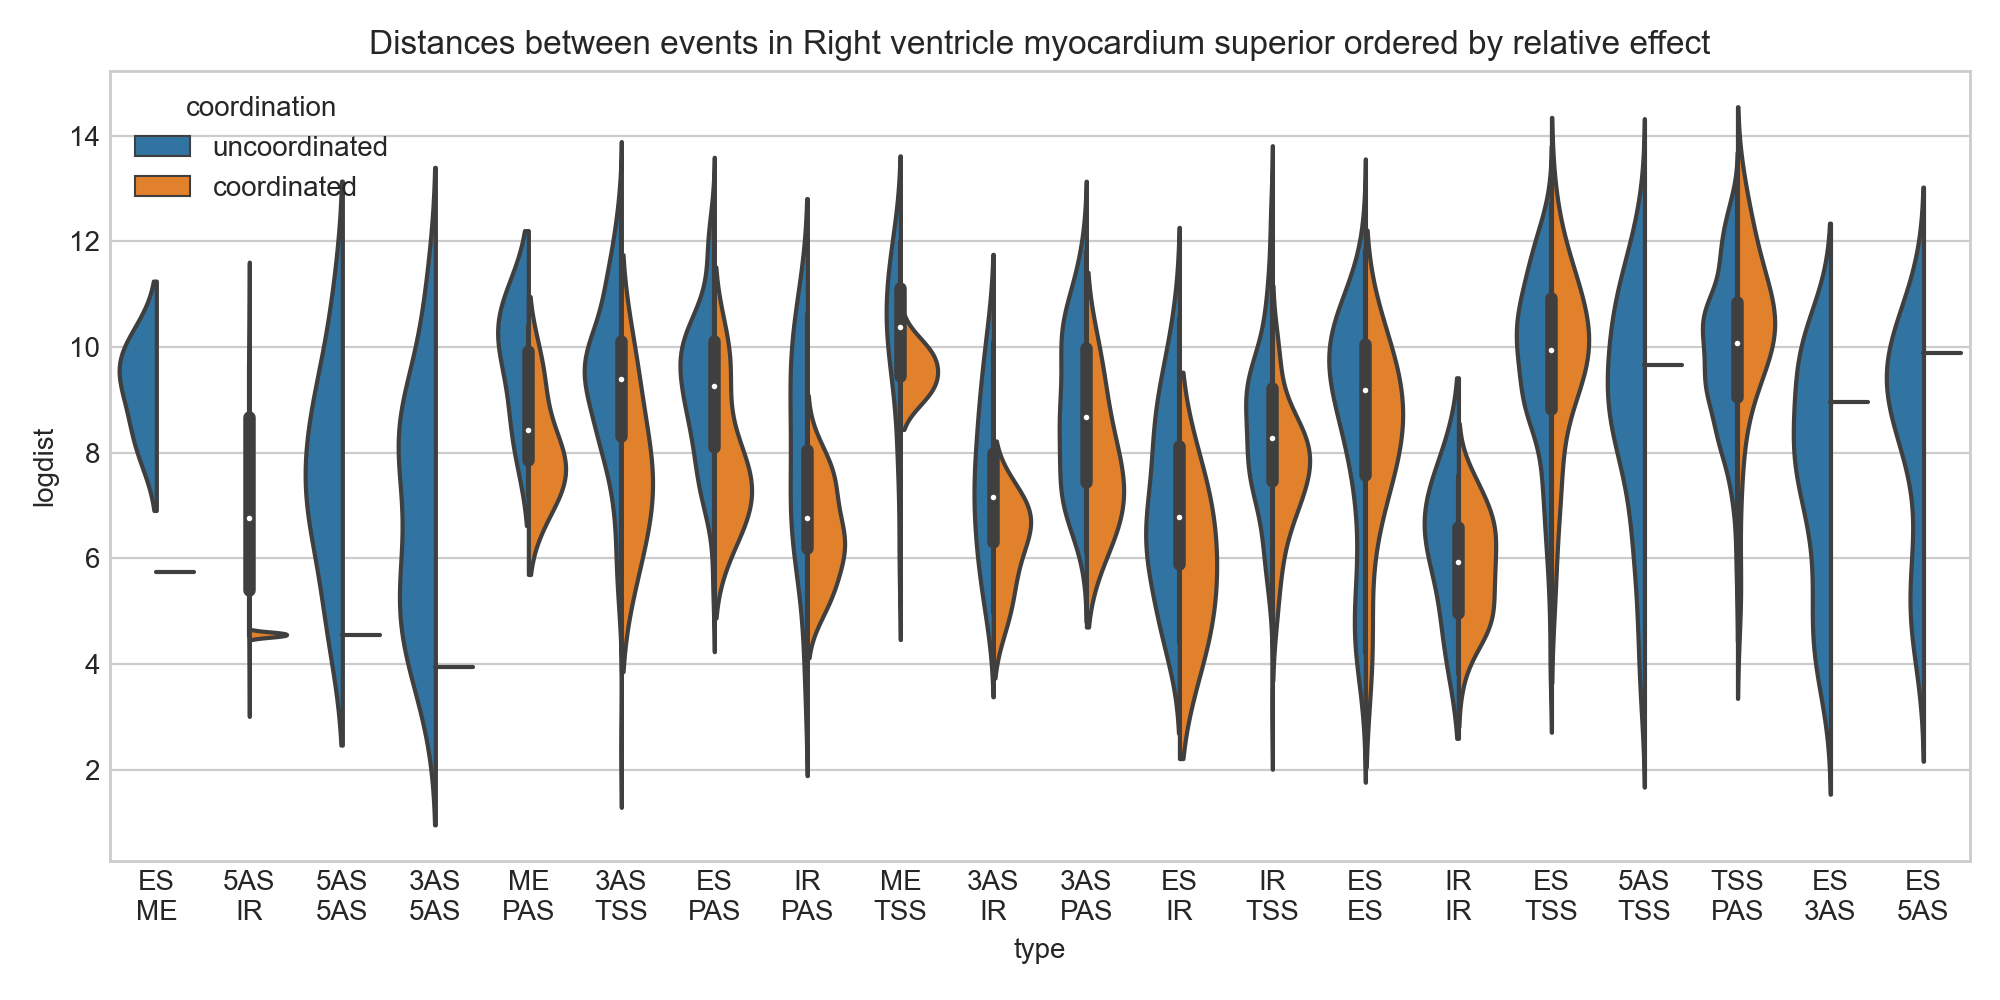 Distances between events in Right ventricle myocardium superior ordered by relative effect
coordination
uncoordinated
coordinated
logdist
14
12
10
8
6
4
2
ES 5AS 5AS 3AS ME 3AS ES IR ME 3AS 3AS ES IR ES IR ES 5AS TSS ES ES
ME IR 5AS 5AS PAS TSS PAS PAS TSS IR PAS IR TSS ES IR TSS TSS PAS 3AS 5AS
type